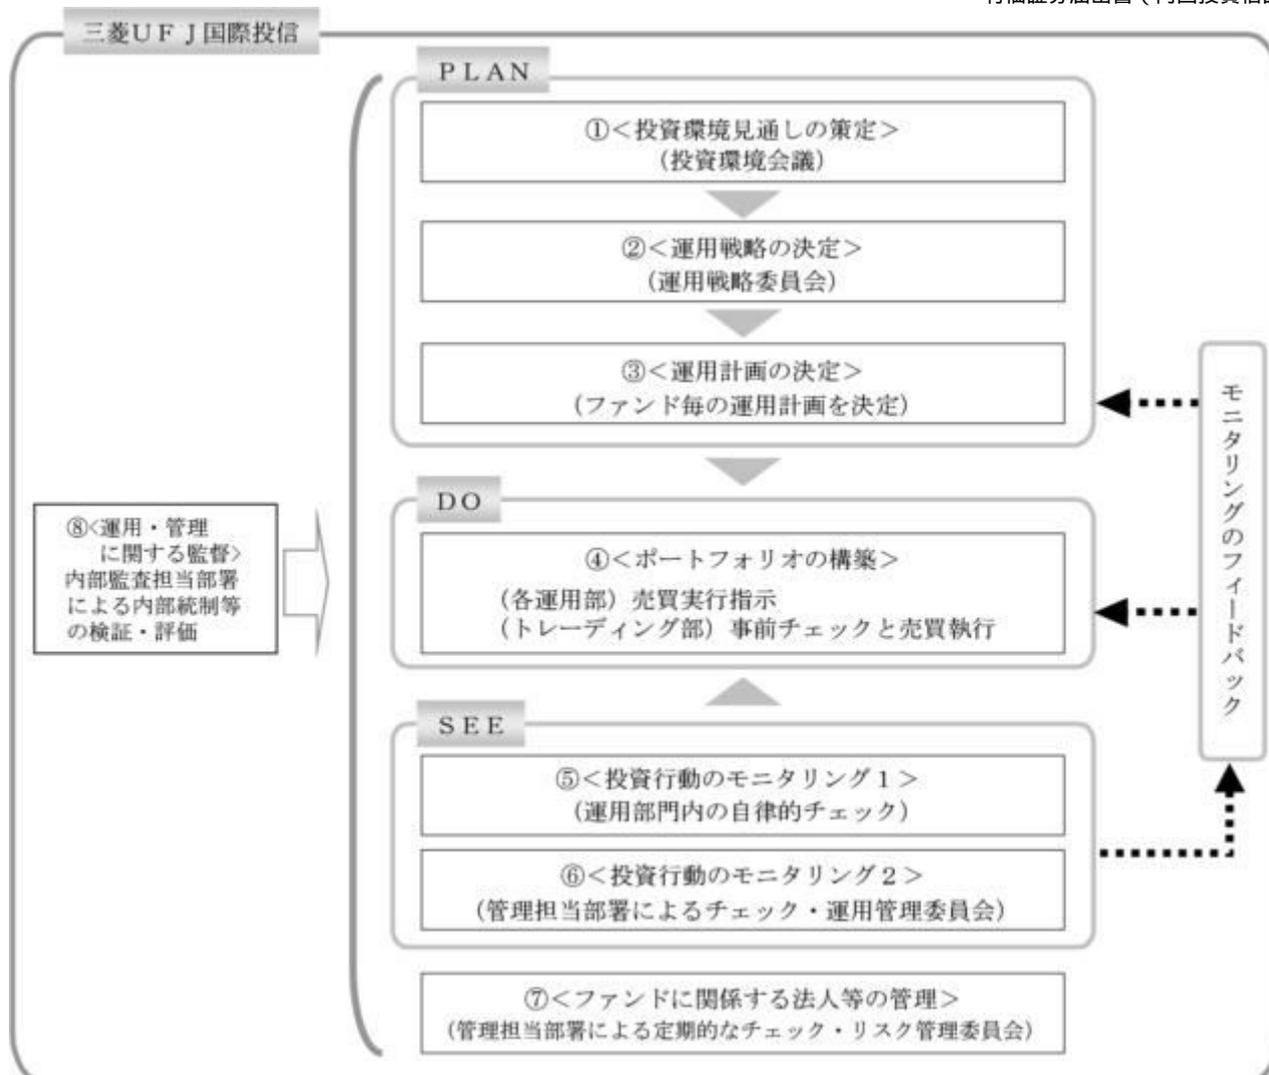 三菱ＵＦＪ国際投信
ＰＬＡＮ
①＜投資環境見通しの策定＞
（投資環境会議）
②＜運用戦略の決定＞
（運用戦略委員会）
③＜運用計画の決定＞
（ファンド毎の運用計画を決定）
ＤＯ
④＜ポートフォリオの構築＞
（各運用部）売買実行指示
（トレーディング部）事前チェックと売買執行
ＳＥＥ
⑤＜投資行動のモニタリング１＞
（運用部門内の自律的チェック）
⑥＜投資行動のモニタリング２＞
（管理担当部署によるチェック・運用管理委員会）
⑦＜ファンドに関係する法人等の管理＞
（管理担当部署による定期的なチェック・リスク管理委員会）
⑧＜運用・管理
に関する監督＞
内部監査担当部署
による内部統制等
の検証・評価
モニタリングのフィードバック